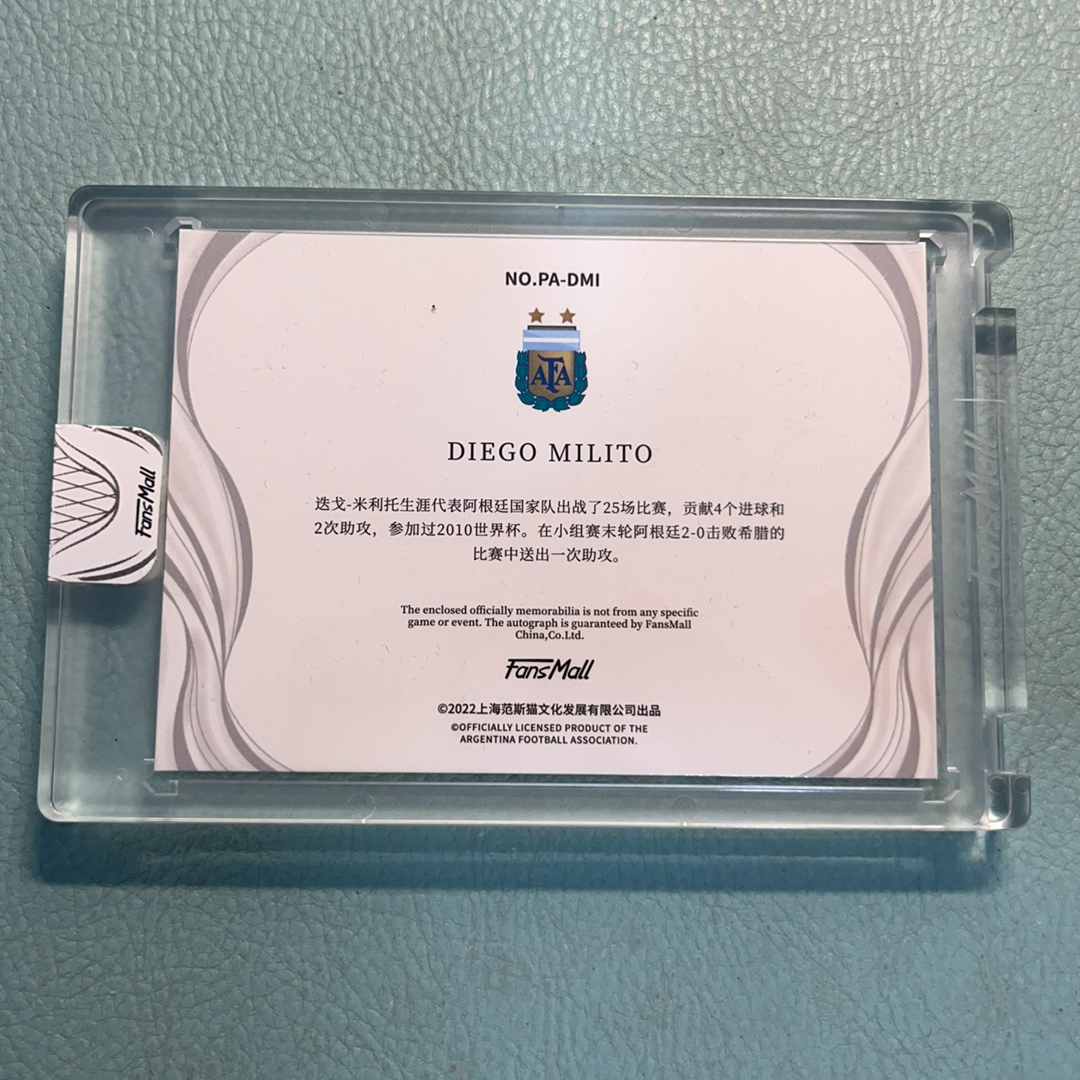 NO.PA-DMI
AFA
DIEGO MILITO
迭戈-米利托生涯代表阿根廷国家队出战了25场比赛，贡献4个进球和
2次助攻，参加过2010世界杯。在小组赛末轮阿根廷2-0击败希腊的
比赛中送出一次助攻。
The enclosed officially memorabilia is not from any specific
game or event. The autograph is guaranteed by FansMall
China,Co.Ltd.
FansMall
©2022上海范斯猫文化发展有限公司出品
©OFFICIALLY LICENSED PRODUCT OF THE
ARGENTINA FOOTBALL ASSOCIATION.
FansMall
FansMall